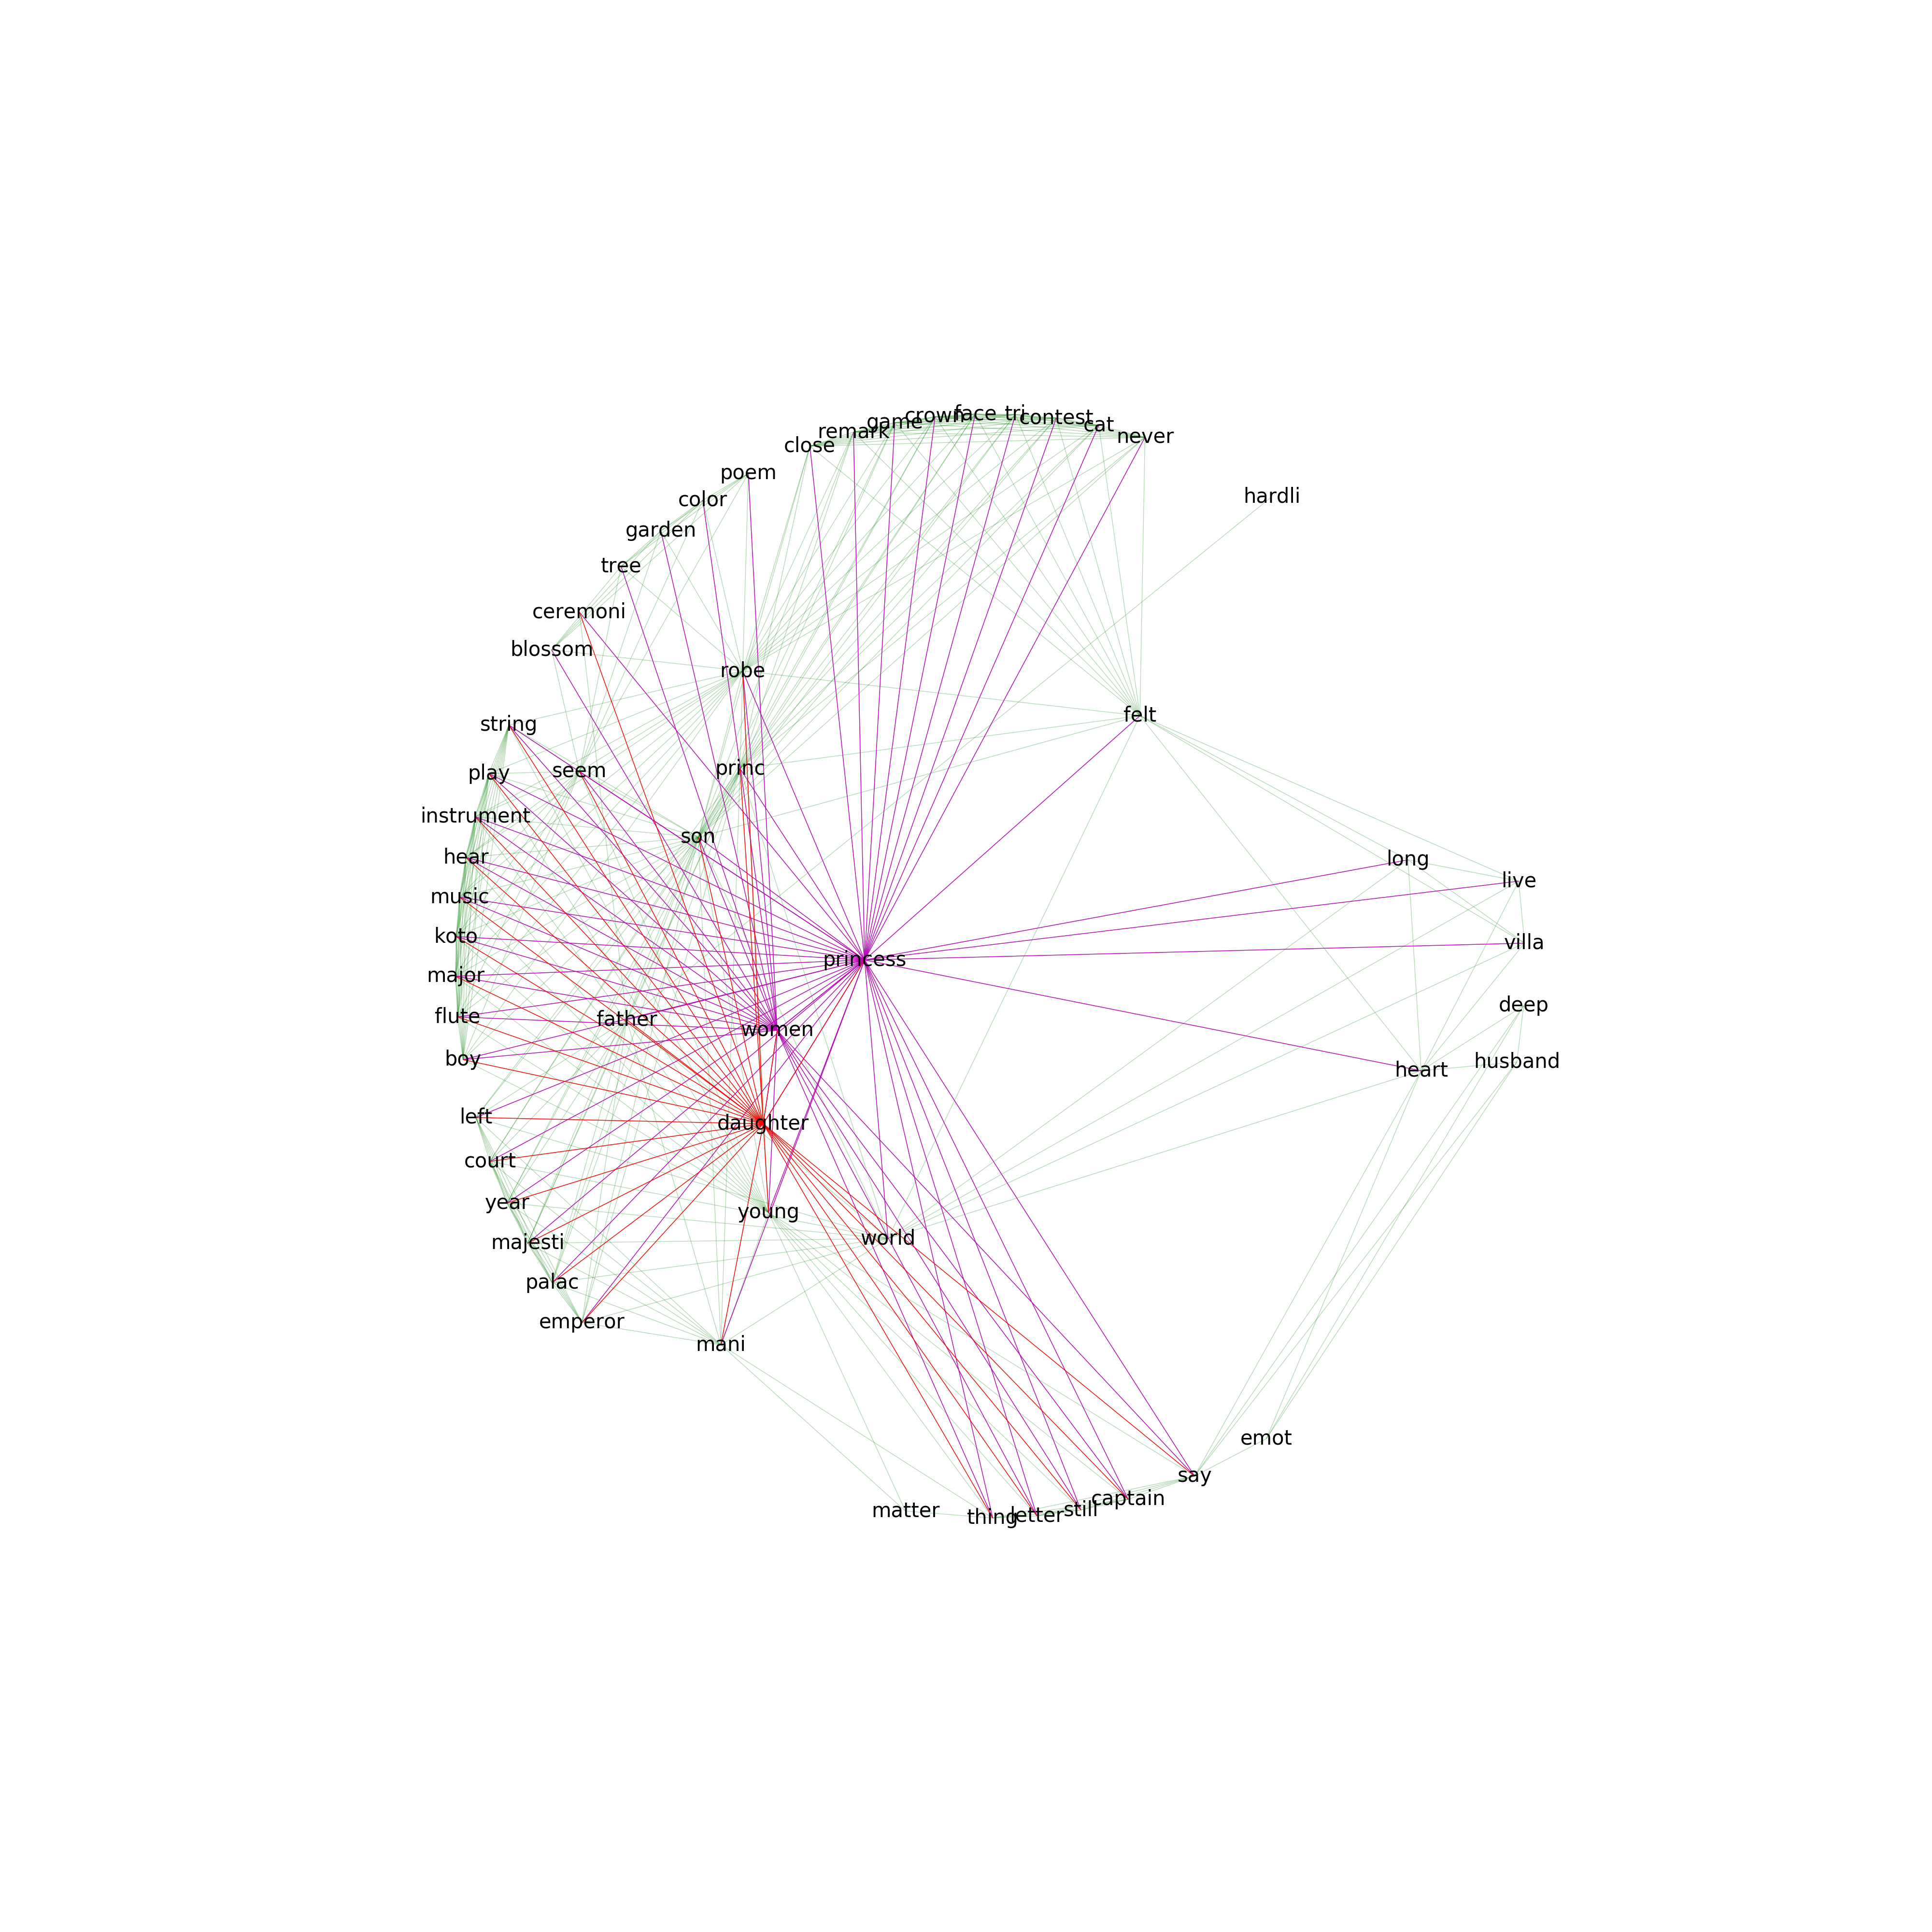 face
tri
crown
contest
game
cat
remark
never
close
poem
hardli
color
garden
tree
ceremoni
blossom
robe
felt
string
princ
seem
play
instrument
son
hear
long
live
music
koto
villa
princess
major
deep
flute
father
women
boy
husband
heart
left
daughter
court
year
young
world
majesti
palac
emperor
mani
emot
say
captain
still
matter
letter
thing